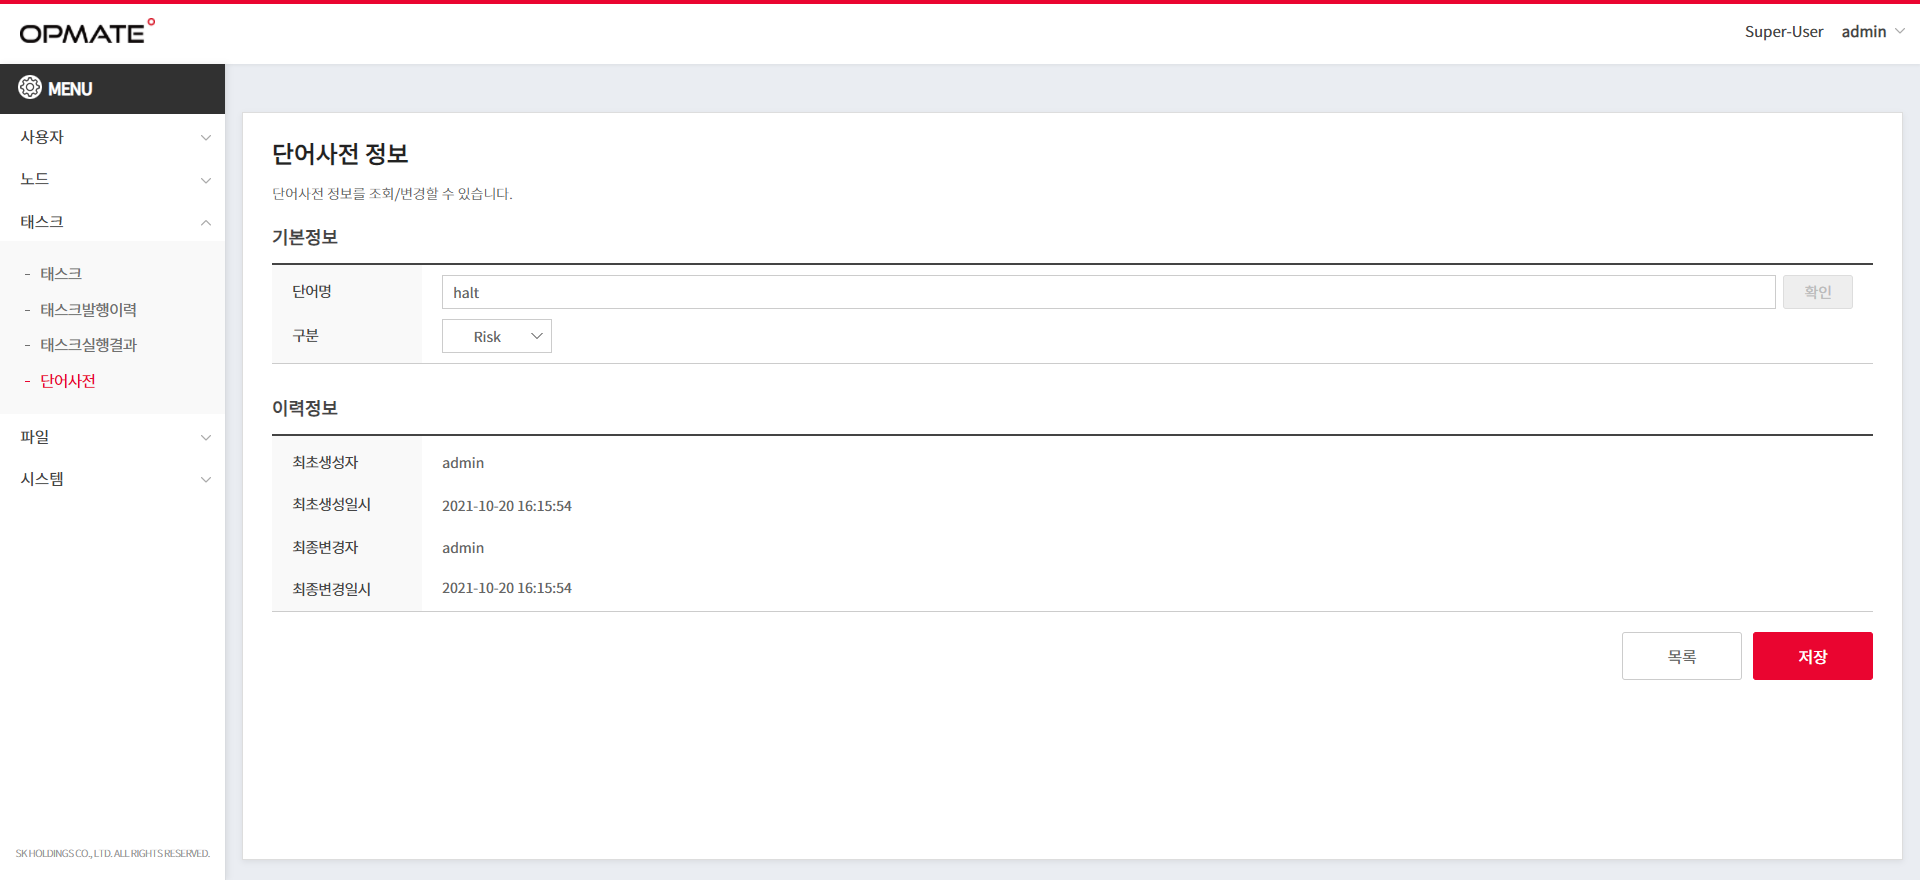 OPMATE
Super-User admin
MENU
사용자
노드
태스크
- 태스크
- 태스크발행이력
- 태스크실행결과
- 단어사전
파일
시스템
SK HOLDINGS CO., LTD. ALL RIGHTS RESERVED.
단어사전 정보
단어사전 정보를 조회/변경할 수 있습니다.
기본정보
단어명 halt 확인
구분 Risk
이력정보
최초생성자 admin
최초생성일시 2021-10-20 16:15:54
최종변경자 admin
최종변경일시 2021-10-20 16:15:54
목록 저장